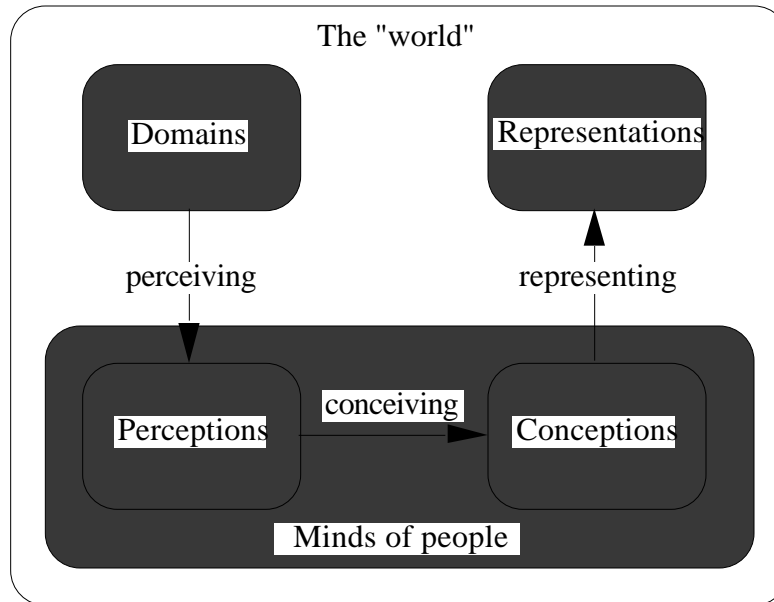 The "world"
Domains
Representations
perceiving
representing
Perceptions
conceiving
Conceptions
Minds of people